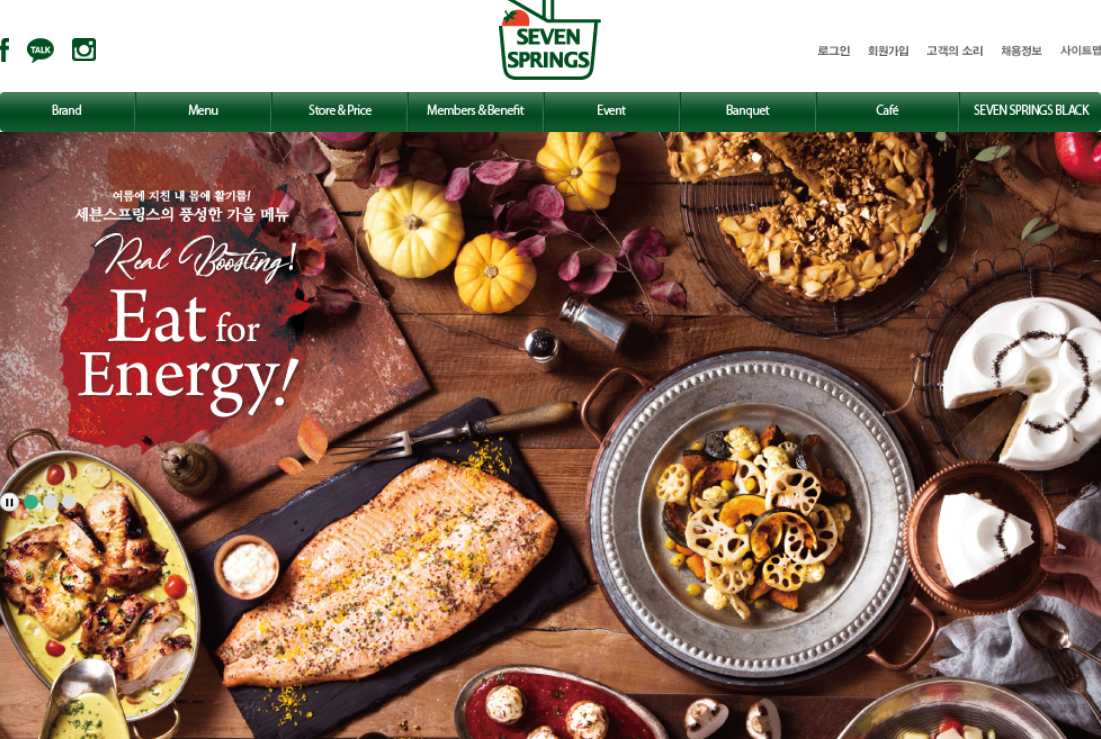 TALK
SEVEN
SPRINGS
로그인 회원가입 고객의 소리 채용정보 사이트맵
Brand Menu Store & Price Members & Benefit Event Banquet Café SEVEN SPRINGS BLACK
여름에 지친 내 몸에 활기를!
세븐스프링스의 풍성한 가을 메뉴
Real Boosting!
Eat for
Energy!